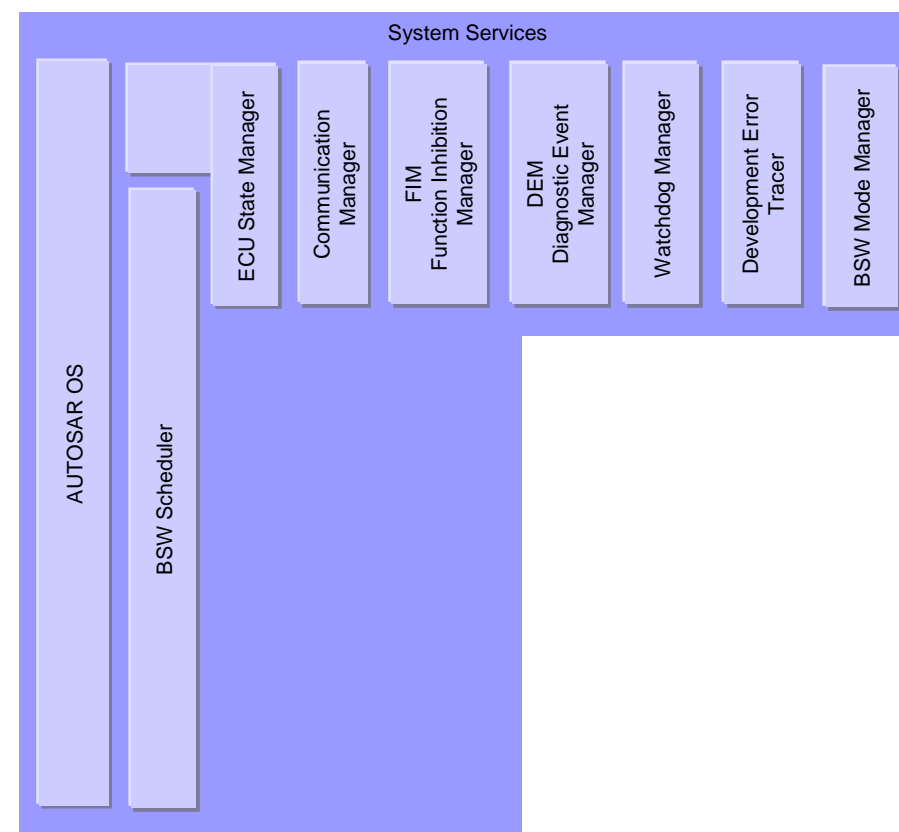 System Services
AUTOSAR OS
BSW Scheduler
ECU State Manager
Communication
Manager
FIM
Function Inhibition
Manager
DEM
Diagnostic Event
Manager
Watchdog Manager
Development Error
Tracer
BSW Mode Manager